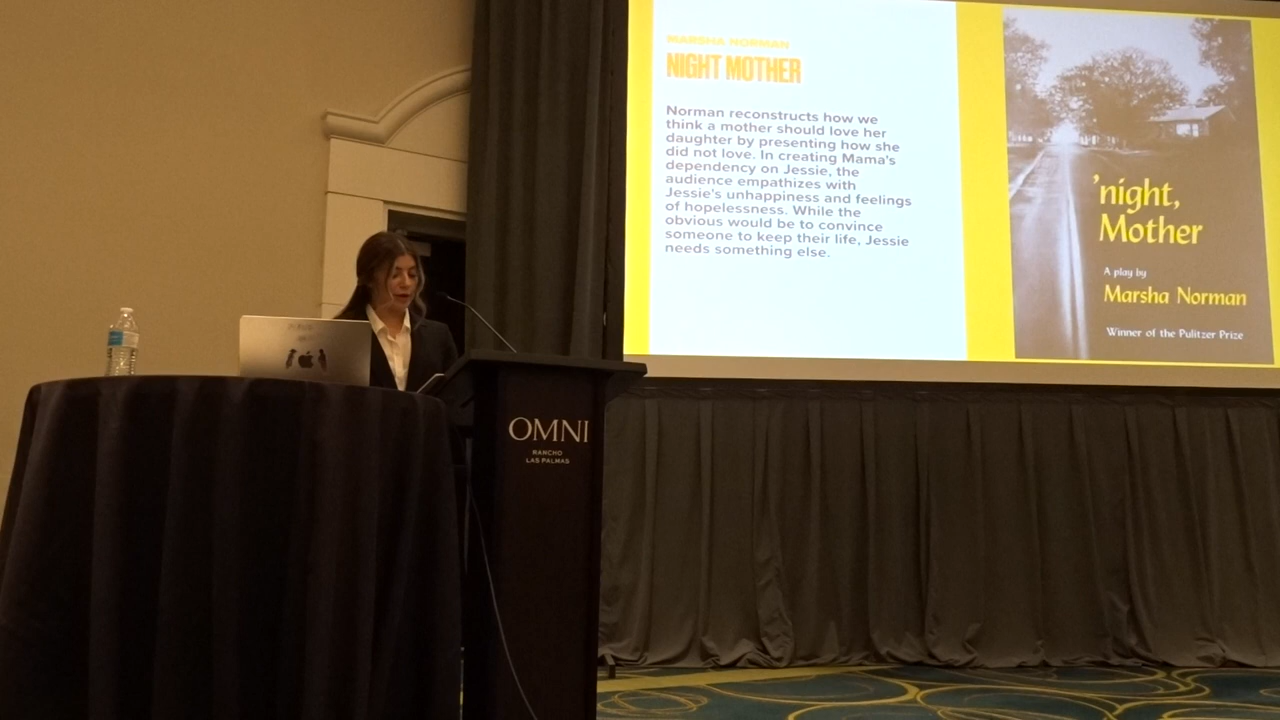 MARSHA NORMAN
NIGHT MOTHER
Norman reconstructs how we
think a mother should love her
daughter by presenting how she
did not love. In creating Mama's
dependency on Jessie, the
audience empathizes with
Jessie's unhappiness and feelings
of hopelessness. While the
obvious would be to convince
someone to keep their life, Jessie
needs something else.
'night,
Mother
A play by
Marsha Norman
Winner of the Pulitzer Prize
OMNI
RANCHO
LAS PALMAS